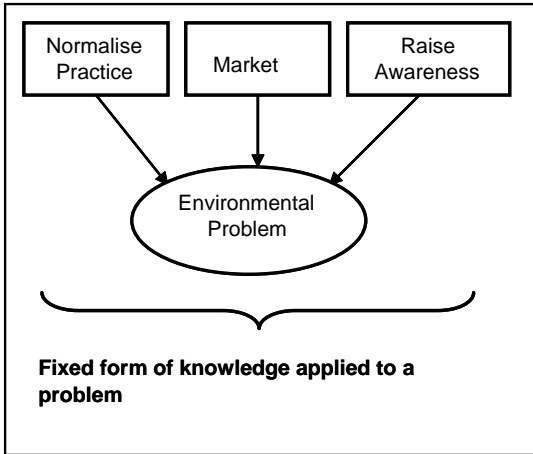 Normalise
Practice
Market
Raise
Awareness
Environmental
Problem
Fixed form of knowledge applied to a
problem